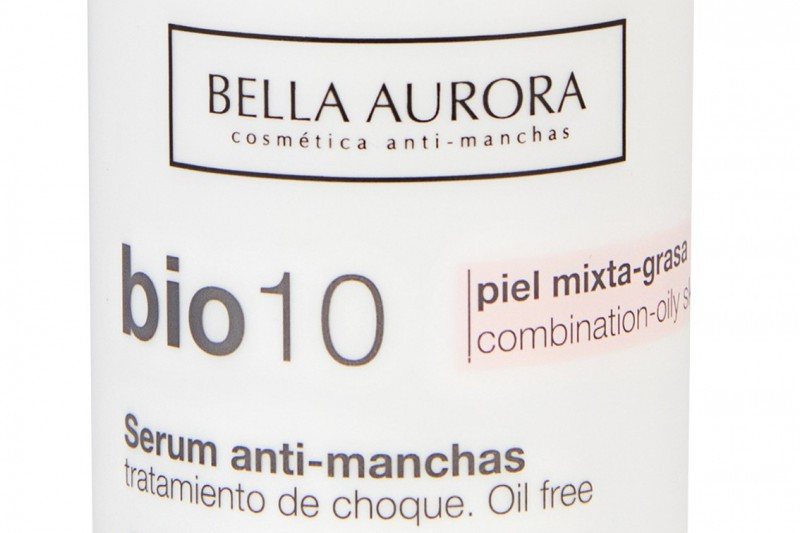 BELLA AURORA
cosmética anti-manchas
bio10
piel mixta-grasa
combination-oily
Serum anti-manchas
tratamiento de choque. Oil free